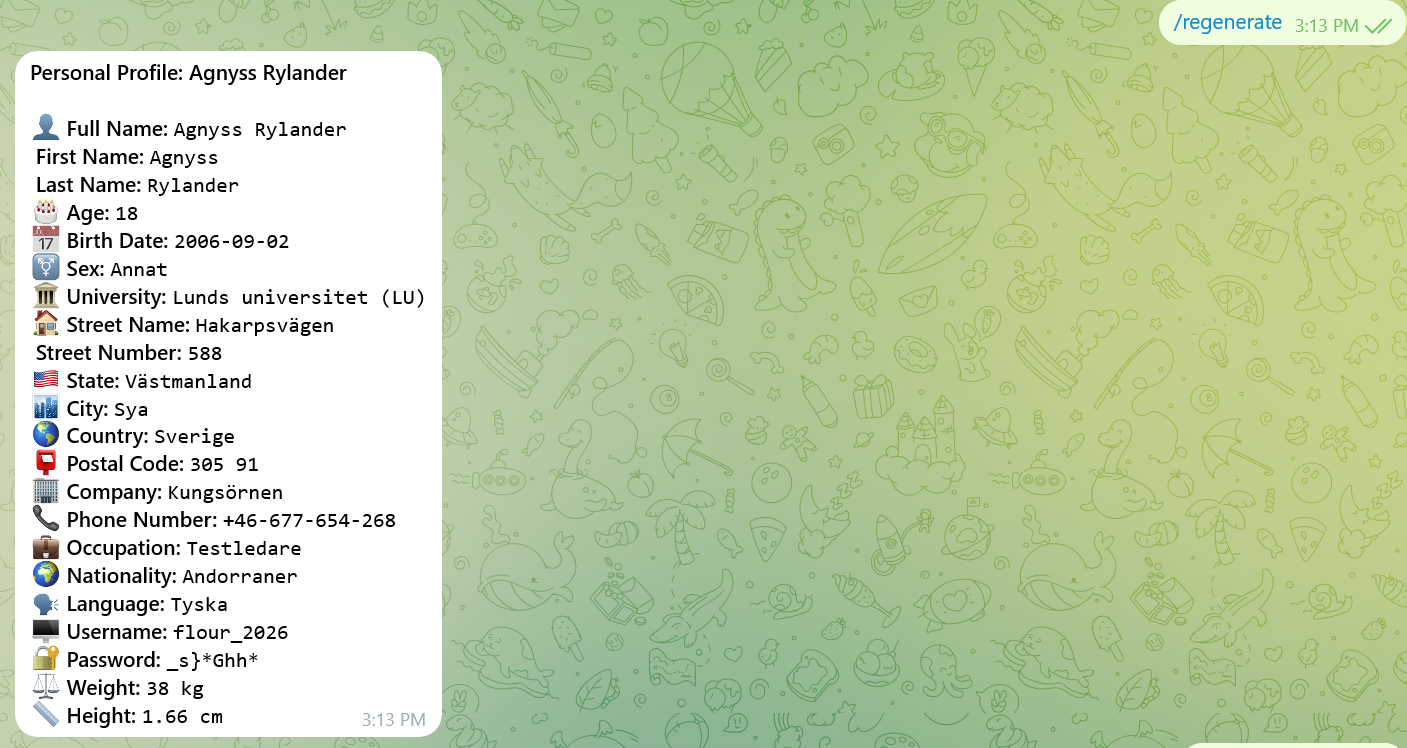 /regenerate 3:13 PM
Personal Profile: Agnyss Rylander
Full Name: Agnyss Rylander
First Name: Agnyss
Last Name: Rylander
Age: 18
17 Birth Date: 2006-09-02
Sex: Annat
University: Lunds universitet (LU)
Street Name: Hakarpsvägen
Street Number: 588
State: Västmanland
City: Sya
Country: Sverige
Postal Code: 305 91
Company: Kungsörnen
Phone Number: +46-677-654-268
Occupation: Testledare
Nationality: Andorraner
Language: Tyska
Username: flour_2026
Password: _s}*Ghh*
Weight: 38 kg
Height: 1.66 cm
3:13 PM